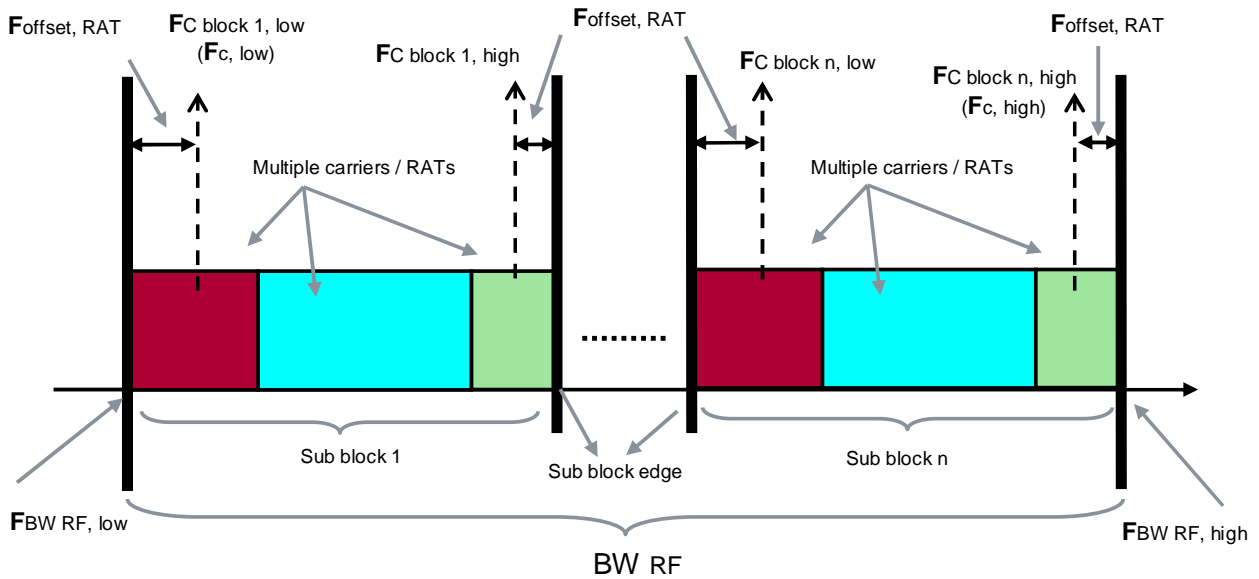 Foffset, RAT
FC block 1, low
(Fc, low)
FC block 1, high
Foffset, RAT
FC block n, low
Foffset, RAT
FC block n, high
(Fc, high)
Multiple carriers / RATs
Multiple carriers / RATs
Sub block 1
Sub block edge
Sub block n
FBW RF, low
FBW RF, high
BW RF